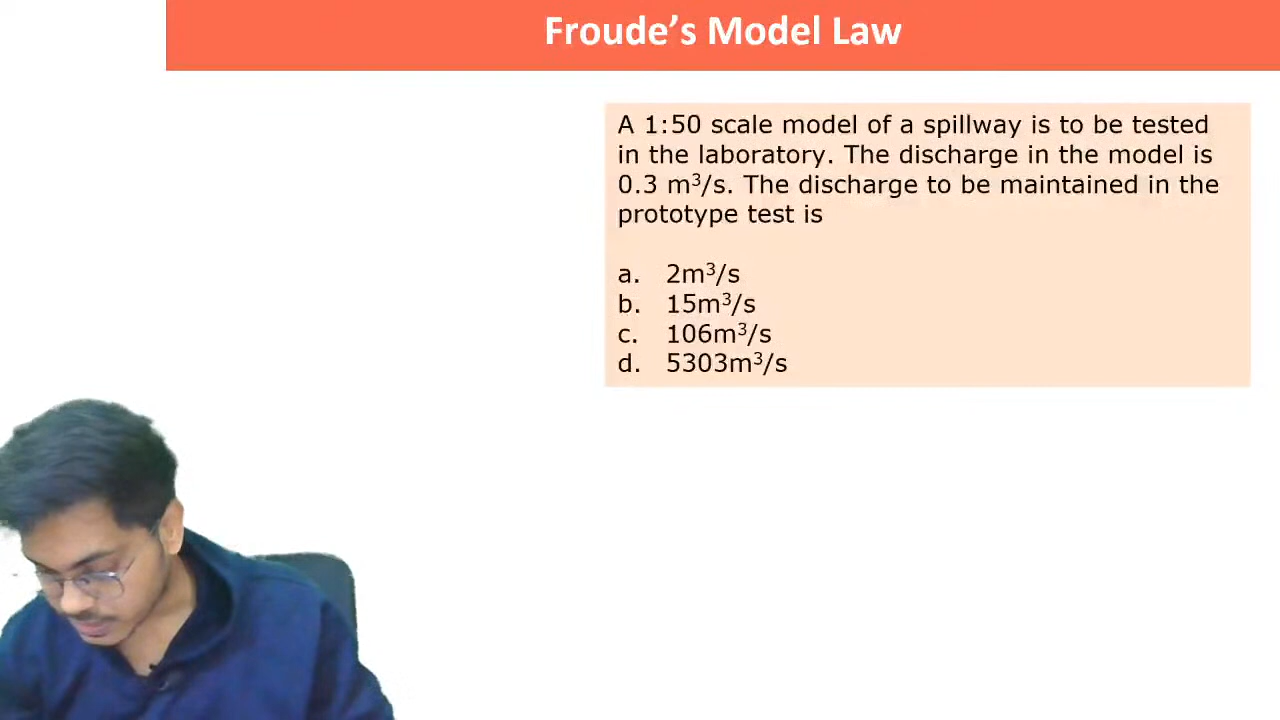 Froude’s Model Law
A 1:50 scale model of a spillway is to be tested
in the laboratory. The discharge in the model is
0.3 m³/s. The discharge to be maintained in the
prototype test is
a. 2m³/s
b. 15m³/s
c. 106m³/s
d. 5303m³/s